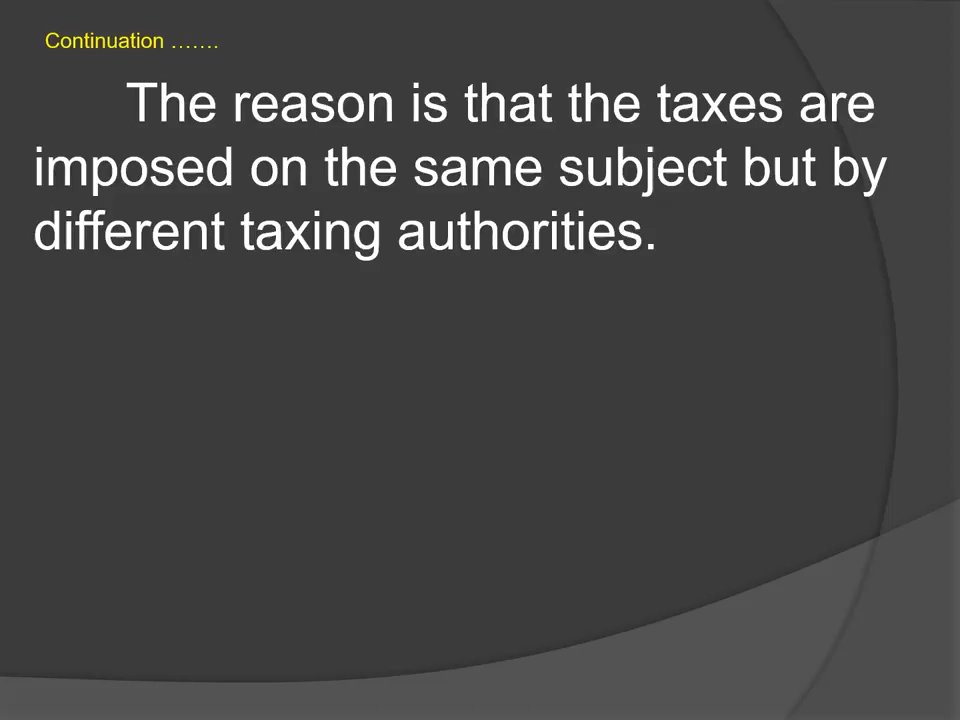 Continuation …….
The reason is that the taxes are
imposed on the same subject but by
different taxing authorities.